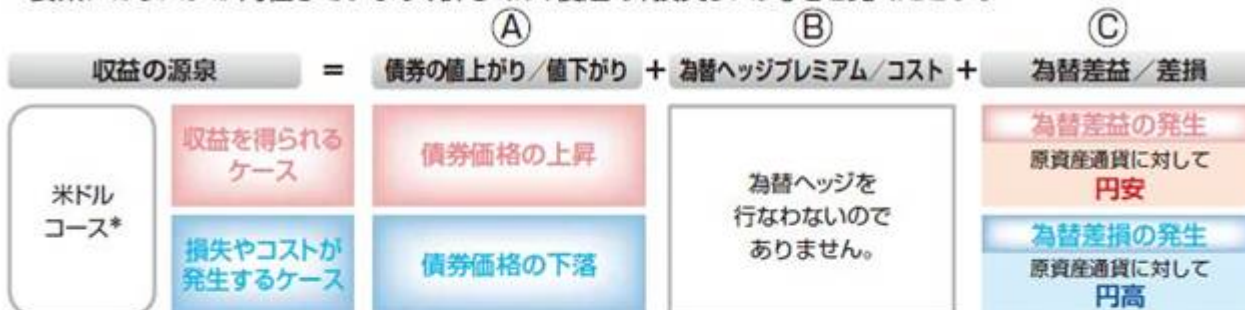 Ⓐ Ⓑ Ⓒ
収益の源泉 = 債券の値上がり／値下がり + 為替ヘッジプレミアム／コスト + 為替差益／差損
米ドル
コース*
収益を得られる
ケース
債券価格の上昇
為替ヘッジを
行なわないので
ありません。
為替差益の発生
原資産通貨に対して
円安
損失やコストが
発生するケース
債券価格の下落
為替差損の発生
原資産通貨に対して
円高